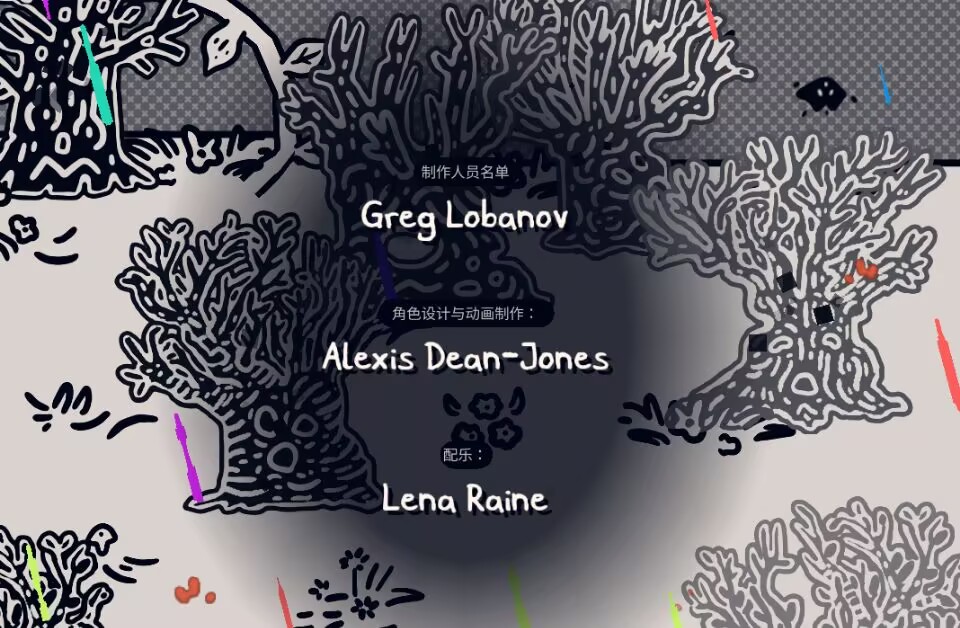 制作人员名单
Greg Lobanov
角色设计与动画制作：
Alexis Dean-Jones
配乐：
Lena Raine